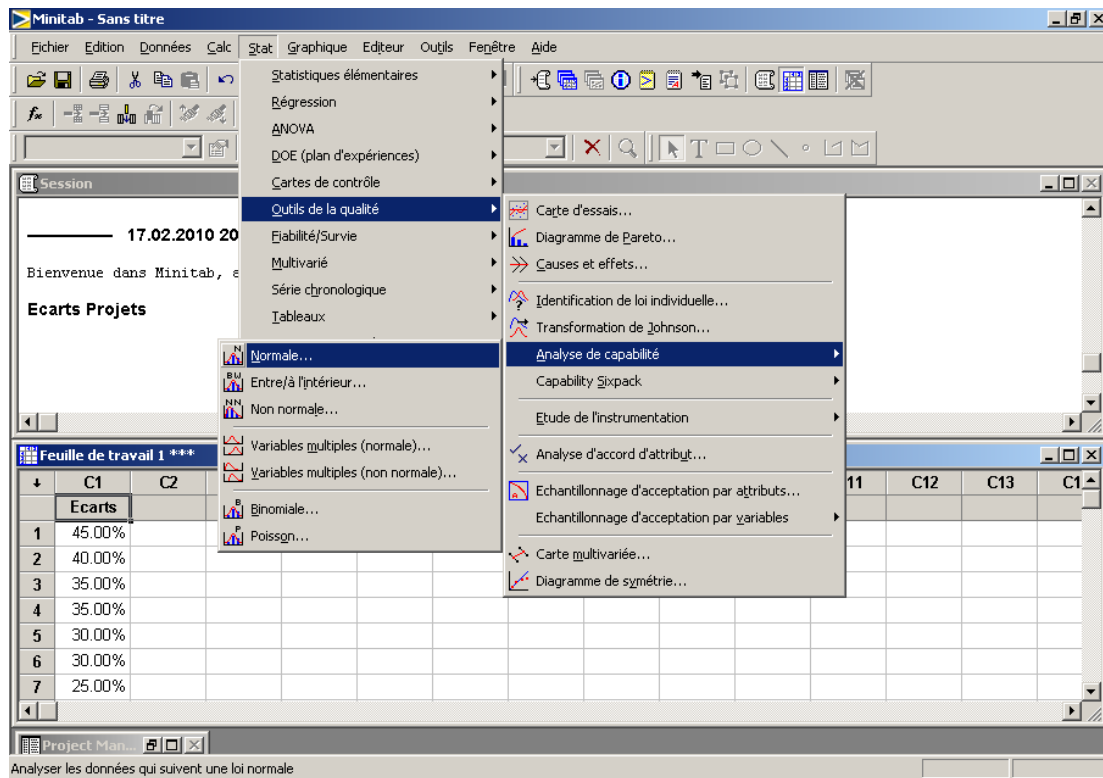 Minitab - Sans titre
Fichier Edition Données Calc Stat Graphique Editeur Outils Fenêtre Aide
Statistiques élémentaires
Régression
ANOVA
DOE (plan d'expériences)
Cartes de contrôle
Outils de la qualité
Fiabilité/Survie
Multivarié
Série chronologique
Tableaux
Session
17.02.2010 20
Bienvenue dans Minitab, a
Ecarts Projets
Carte d'essais...
Diagramme de Pareto...
Causes et effets...
Identification de loi individuelle...
Transformation de Johnson...
Analyse de capabilité
Capability Sixpack
Etude de l'instrumentation
Analyse d'accord d'attribut...
Echantillonnage d'acceptation par attributs...
Echantillonnage d'acceptation par variables
Carte multivariée...
Diagramme de symétrie...
Normale...
Entre/à l'intérieur...
Non normale...
Variables multiples (normale)...
Variables multiples (non normale)...
Binomiale...
Poisson...
Feuille de travail 1 ***
C1 C2 11 C12 C13 C1
Ecarts
1 45.00%
2 40.00%
3 35.00%
4 35.00%
5 30.00%
6 30.00%
7 25.00%
Project Man...
Analyser les données qui suivent une loi normale